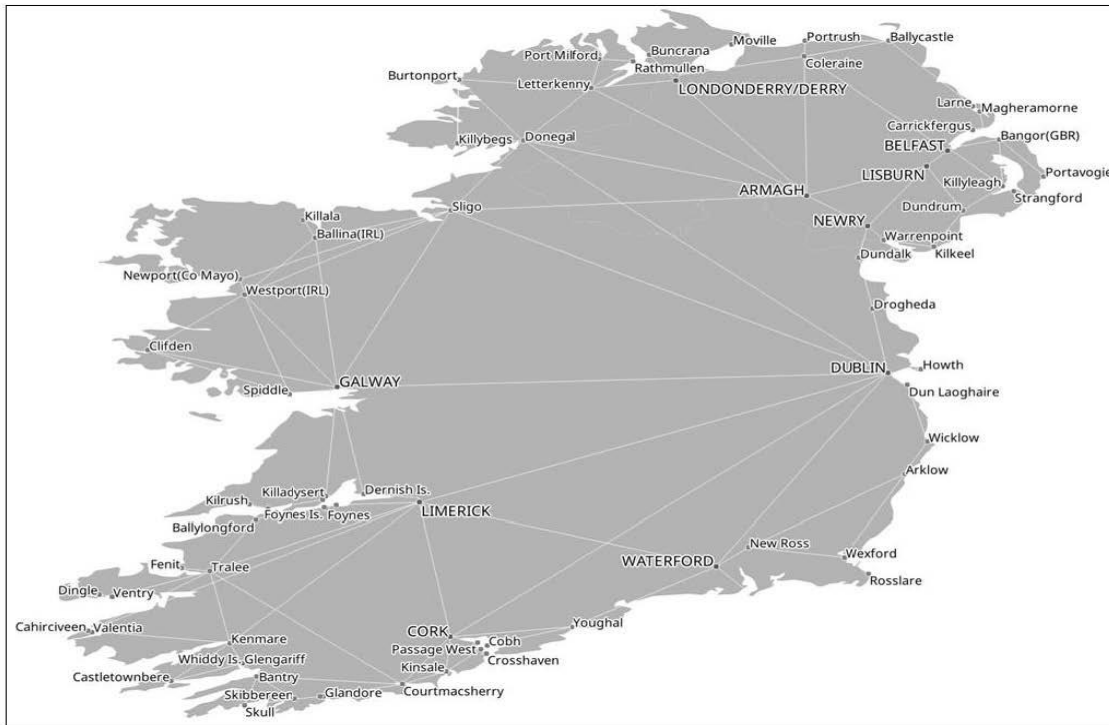 Portrush
Ballycastle
Moville
Buncrana
Port Milford
Rathmullen
Coleraine
Burtonport
Letterkenny
LONDONDERRY/DERRY
Larne
Magheramorne
Carrickfergus
Killybegs
Donegal
BELFAST
Bangor(GBR)
LISBURN
Portavogie
ARMAGH
Killyleagh
Strangford
Killala
Sligo
Dundrum
NEWRY
Ballina(IRL)
Warrenpoint
Kilkeel
Dundalk
Newport(Co Mayo)
Westport(IRL)
Drogheda
Clifden
Howth
DUBLIN
GALWAY
Spiddle
Dun Laoghaire
Wicklow
Arklow
Killadysert
Dernish Is.
Kilrush
LIMERICK
Foynes Is.
Foynes
Ballylongford
New Ross
Wexford
WATERFORD
Fenit
Tralee
Rosslare
Dingle
Ventry
Youghal
Cahirciveen
Valentia
CORK
Kenmare
Cobh
Passage West
Crosshaven
Whiddy Is.
Glengariff
Kinsale
Castletownbere
Bantry
Courtmacsherry
Skibbereen
Glandore
Skull